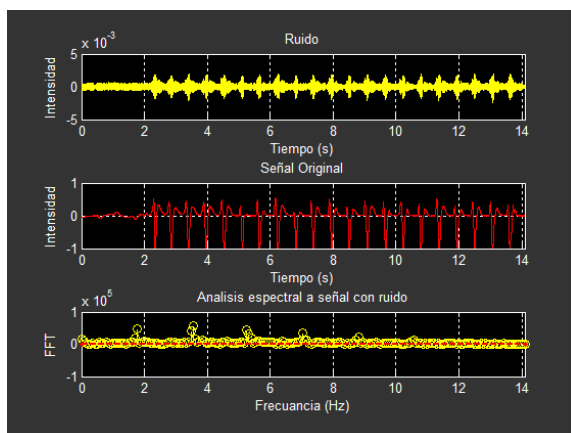 Ruido
x 10^-3
5
0
-5
Intensidad
0 2 4 6 8 10 12 14
Tiempo (s)
Señal Original
1
0
-1
Intensidad
0 2 4 6 8 10 12 14
Tiempo (s)
Analisis espectral a señal con ruido
x 10^5
1
0
-1
FFT
0 2 4 6 8 10 12 14
Frecuancia (Hz)